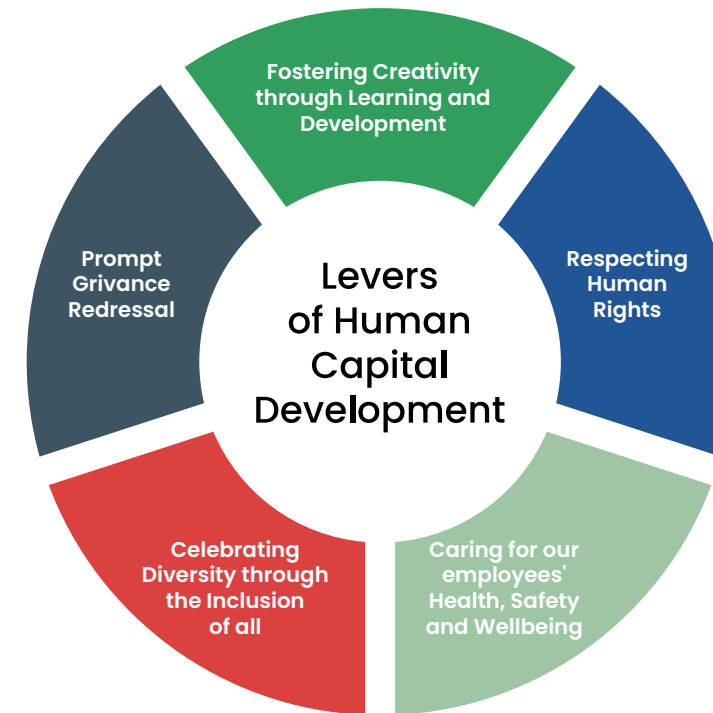 Fostering Creativity
through Learning and
Development
Respecting
Human
Rights
Caring for our
employees'
Health, Safety
and Wellbeing
Celebrating
Diversity through
the Inclusion
of all
Prompt
Grivance
Redressal
Levers
of Human
Capital
Development